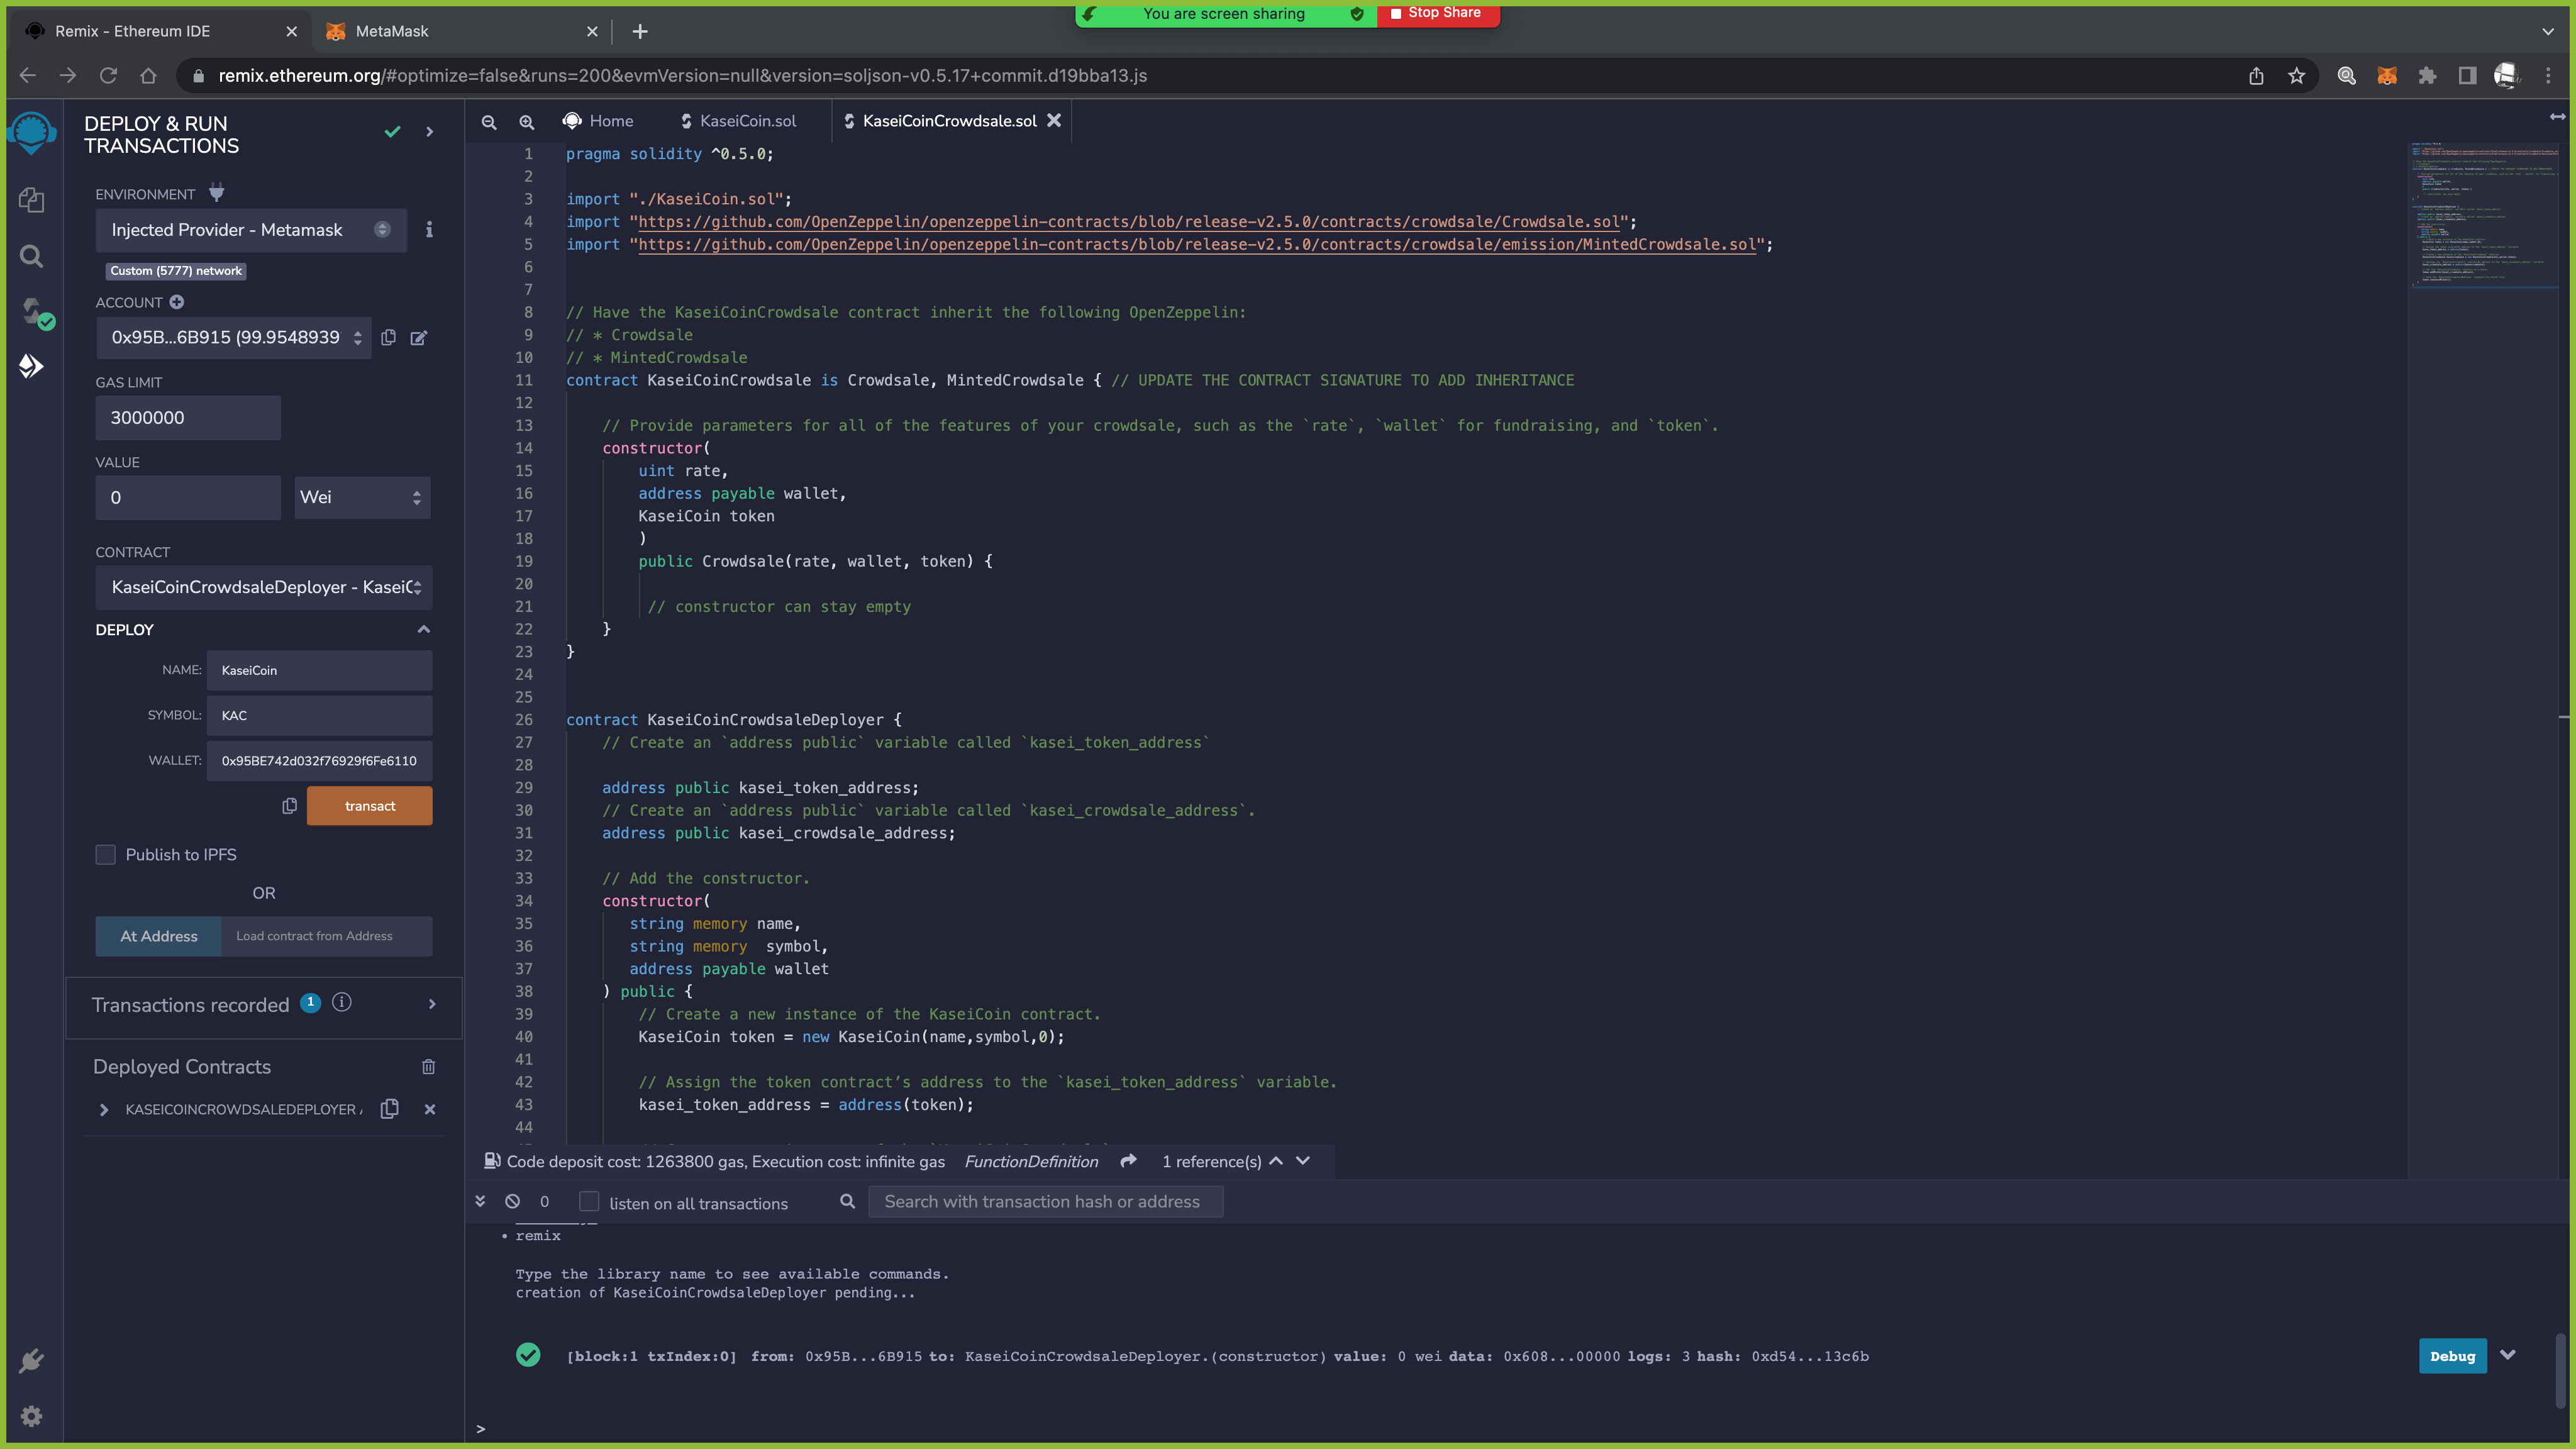 You are screen sharing
Stop Share
Remix - Ethereum IDE
MetaMask
remix.ethereum.org/#optimize=false&runs=200&evmVersion=null&version=soljson-v0.5.17+commit.d19bba13.js
DEPLOY & RUN
TRANSACTIONS
ENVIRONMENT
Injected Provider - Metamask
Custom (5777) network
ACCOUNT
0x95B...6B915 (99.9548939
GAS LIMIT
3000000
VALUE
0
Wei
CONTRACT
KaseiCoinCrowdsaleDeployer - KaseiC
DEPLOY
NAME: KaseiCoin
SYMBOL: KAC
WALLET: 0x95BE742d032f76929f6Fe6110
transact
Publish to IPFS
OR
At Address
Load contract from Address
Transactions recorded 1
Deployed Contracts
KASEICOINCROWDSALEDEPLOYER
Home
KaseiCoin.sol
KaseiCoinCrowdsale.sol
1 pragma solidity ^0.5.0;
2
3 import "./KaseiCoin.sol";
4 import "https://github.com/OpenZeppelin/openzeppelin-contracts/blob/release-v2.5.0/contracts/crowdsale/Crowdsale.sol";
5 import "https://github.com/OpenZeppelin/openzeppelin-contracts/blob/release-v2.5.0/contracts/crowdsale/emission/MintedCrowdsale.sol";
6
7
8 // Have the KaseiCoinCrowdsale contract inherit the following OpenZeppelin:
9 // * Crowdsale
10 // * MintedCrowdsale
11 contract KaseiCoinCrowdsale is Crowdsale, MintedCrowdsale { // UPDATE THE CONTRACT SIGNATURE TO ADD INHERITANCE
12
13 // Provide parameters for all of the features of your crowdsale, such as the `rate`, `wallet` for fundraising, and `token`.
14 constructor(
15 uint rate,
16 address payable wallet,
17 KaseiCoin token
18 )
19 public Crowdsale(rate, wallet, token) {
20
21 // constructor can stay empty
22 }
23 }
24
25
26 contract KaseiCoinCrowdsaleDeployer {
27 // Create an `address public` variable called `kasei_token_address`
28
29 address public kasei_token_address;
30 // Create an `address public` variable called `kasei_crowdsale_address`.
31 address public kasei_crowdsale_address;
32
33 // Add the constructor.
34 constructor(
35 string memory name,
36 string memory  symbol,
37 address payable wallet
38 ) public {
39 // Create a new instance of the KaseiCoin contract.
40 KaseiCoin token = new KaseiCoin(name,symbol,0);
41
42 // Assign the token contract’s address to the `kasei_token_address` variable.
43 kasei_token_address = address(token);
44
Code deposit cost: 1263800 gas, Execution cost: infinite gas FunctionDefinition 1 reference(s)
0
listen on all transactions
Search with transaction hash or address
• remix
Type the library name to see available commands.
creation of KaseiCoinCrowdsaleDeployer pending...
[block:1 txIndex:0] from: 0x95B...6B915 to: KaseiCoinCrowdsaleDeployer.(constructor) value: 0 wei data: 0x608...00000 logs: 3 hash: 0xd54...13c6b
Debug
>